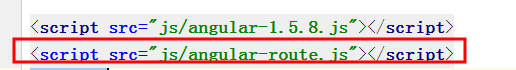 <script src="js/angular-1.5.8.js"></script>
<script src="js/angular-route.js"></script>